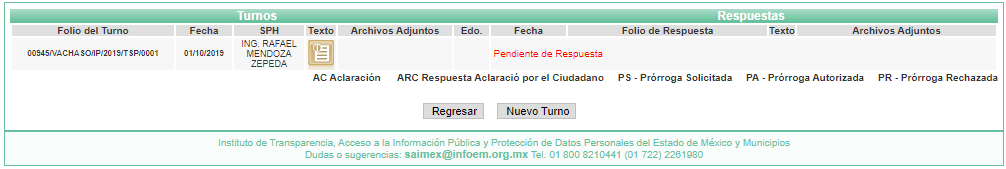 Turnos Respuestas
Folio del Turno Fecha SPH Texto Archivos Adjuntos Edo. Fecha Folio de Respuesta Texto Archivos Adjuntos
00945/VACHASO/IP/2019/TSP/0001 01/10/2019 ING. RAFAEL MENDOZA ZEPEDA Pendiente de Respuesta
AC Aclaración ARC Respuesta Aclaració por el Ciudadano PS - Prórroga Solicitada PA - Prórroga Autorizada PR - Prórroga Rechazada
Regresar Nuevo Turno
Instituto de Transparencia, Acceso a la Información Pública y Protección de Datos Personales del Estado de México y Municipios
Dudas o sugerencias: saimex@infoem.org.mx Tel. 01 800 8210441 (01 722) 2261980